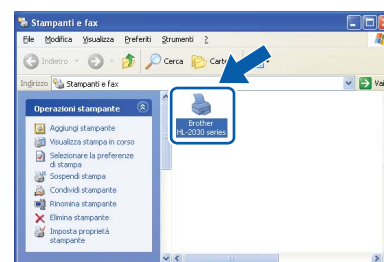 Stampanti e fax
File Modifica Visualizza Preferiti Strumenti ?
Indietro Cerca Cartelle
Indirizzo Stampanti e fax Vai
Operazioni stampante
Aggiungi stampante
Visualizza stampa in corso
Selezionare la preferenze
di stampa
Sospendi stampa
Condividi stampante
Rinomina stampante
Elimina stampante
Imposta proprietà
stampante
Brother
HL-2030 series